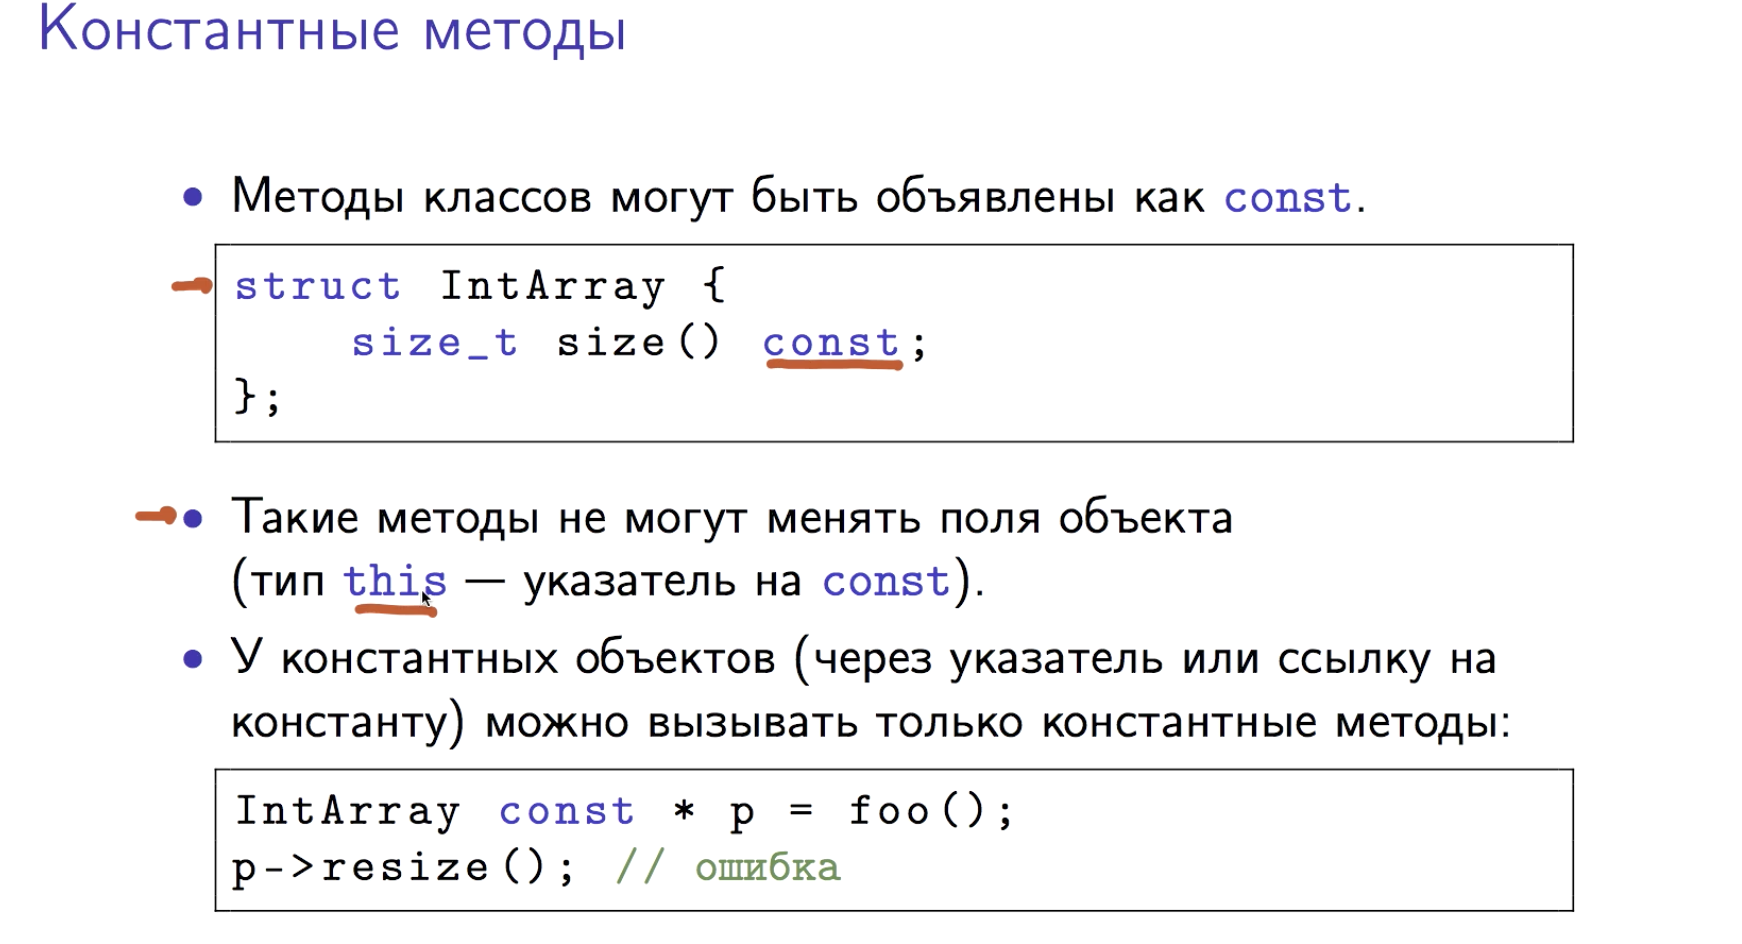 Константные методы
Методы классов могут быть объявлены как const.
struct IntArray {
size_t size() const;
};
Такие методы не могут менять поля объекта
(тип this — указатель на const).
У константных объектов (через указатель или ссылку на
константу) можно вызывать только константные методы:
IntArray const * p = foo();
p->resize(); // ошибка